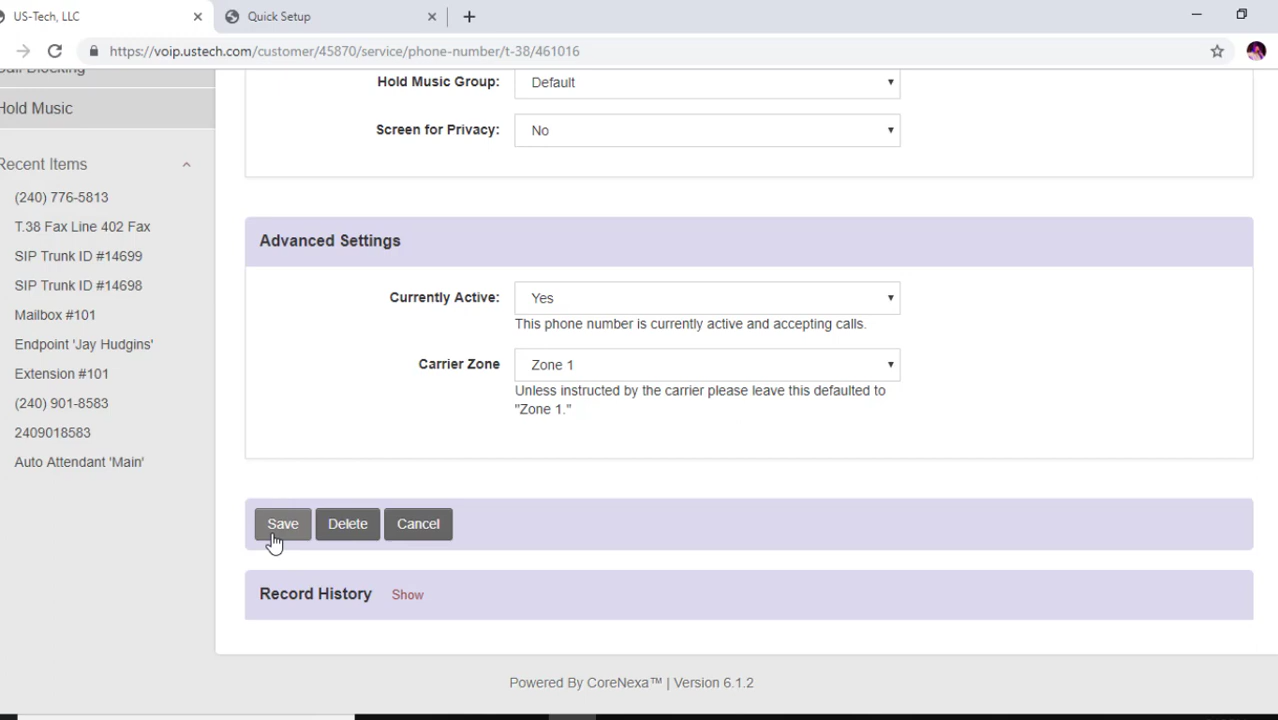 US-Tech, LLC
Quick Setup
https://voip.ustech.com/customer/45870/service/phone-number/t-38/461016
Call Blocking
Hold Music
Recent Items
(240) 776-5813
T.38 Fax Line 402 Fax
SIP Trunk ID #14699
SIP Trunk ID #14698
Mailbox #101
Endpoint 'Jay Hudgins'
Extension #101
(240) 901-8583
2409018583
Auto Attendant 'Main'
Hold Music Group: Default
Screen for Privacy: No
Advanced Settings
Currently Active: Yes
This phone number is currently active and accepting calls.
Carrier Zone Zone 1
Unless instructed by the carrier please leave this defaulted to
"Zone 1."
Save Delete Cancel
Record History Show
Powered By CoreNexa™ | Version 6.1.2